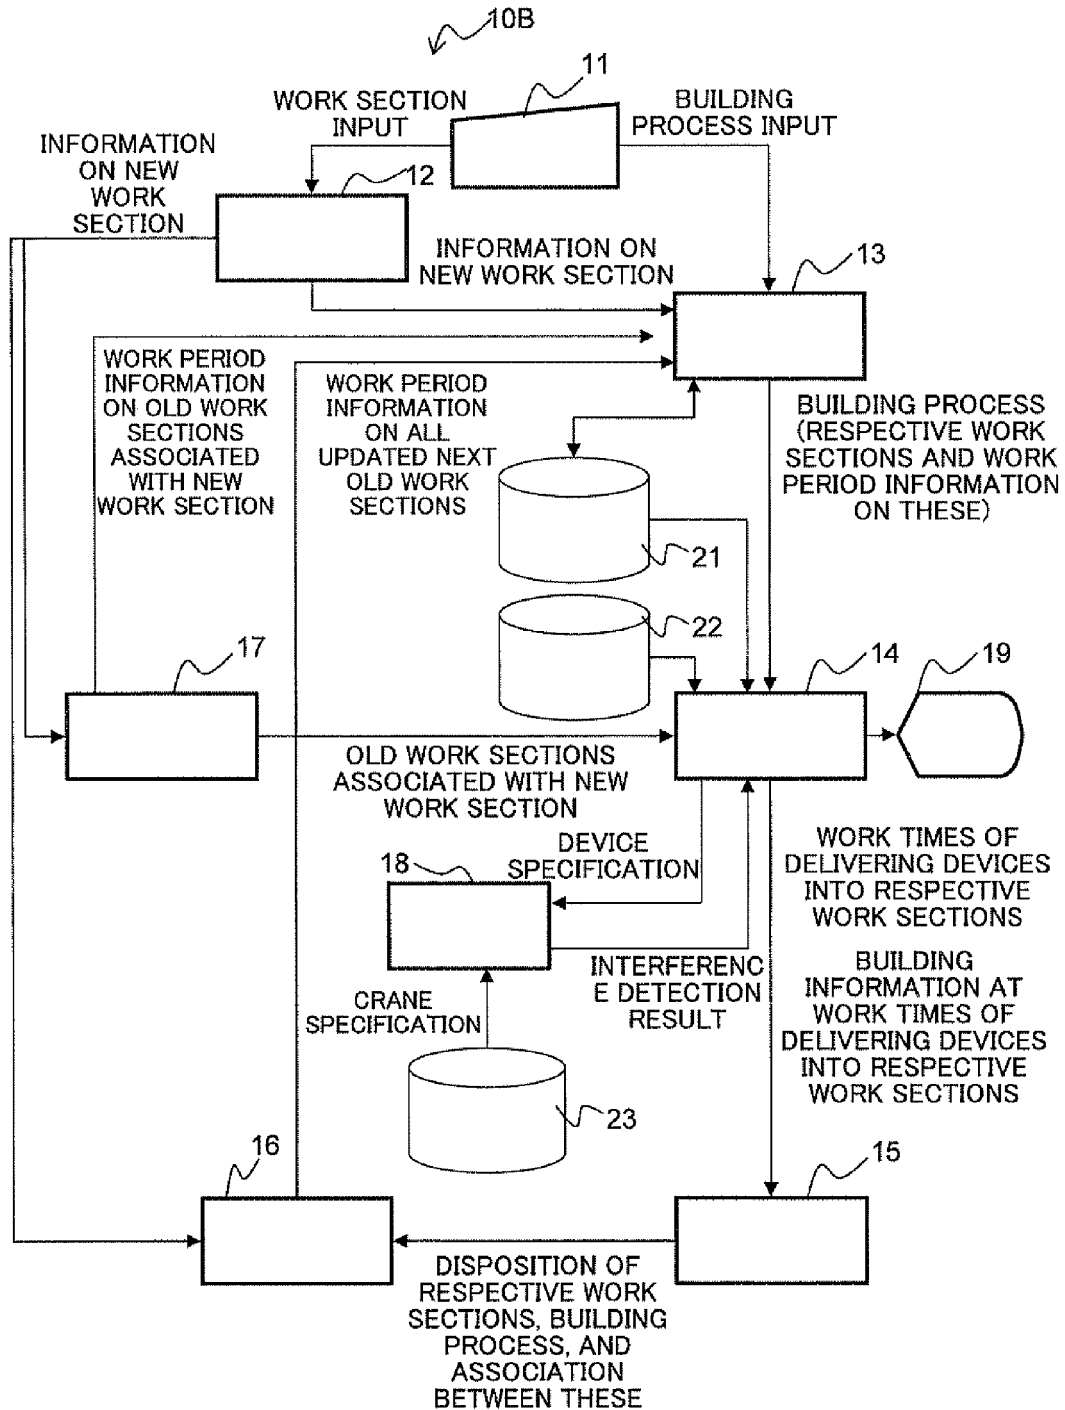 10B
11
WORK SECTION
INPUT
BUILDING
PROCESS INPUT
INFORMATION
ON NEW
WORK
SECTION
12
INFORMATION ON
NEW WORK SECTION
13
WORK PERIOD
INFORMATION
ON OLD WORK
SECTIONS
ASSOCIATED
WITH NEW
WORK SECTION
WORK PERIOD
INFORMATION
ON ALL
UPDATED NEXT
OLD WORK
SECTIONS
BUILDING PROCESS
(RESPECTIVE WORK
SECTIONS AND WORK
PERIOD INFORMATION
ON THESE)
21
22
17
14
19
OLD WORK SECTIONS
ASSOCIATED WITH NEW
WORK SECTION
DEVICE
SPECIFICATION
18
WORK TIMES OF
DELIVERING DEVICES
INTO RESPECTIVE
WORK SECTIONS
INTERFERENC
E DETECTION
RESULT
BUILDING
INFORMATION AT
WORK TIMES OF
DELIVERING DEVICES
INTO RESPECTIVE
WORK SECTIONS
CRANE
SPECIFICATION
23
16
15
DISPOSITION OF
RESPECTIVE WORK
SECTIONS, BUILDING
PROCESS, AND
ASSOCIATION
BETWEEN THESE